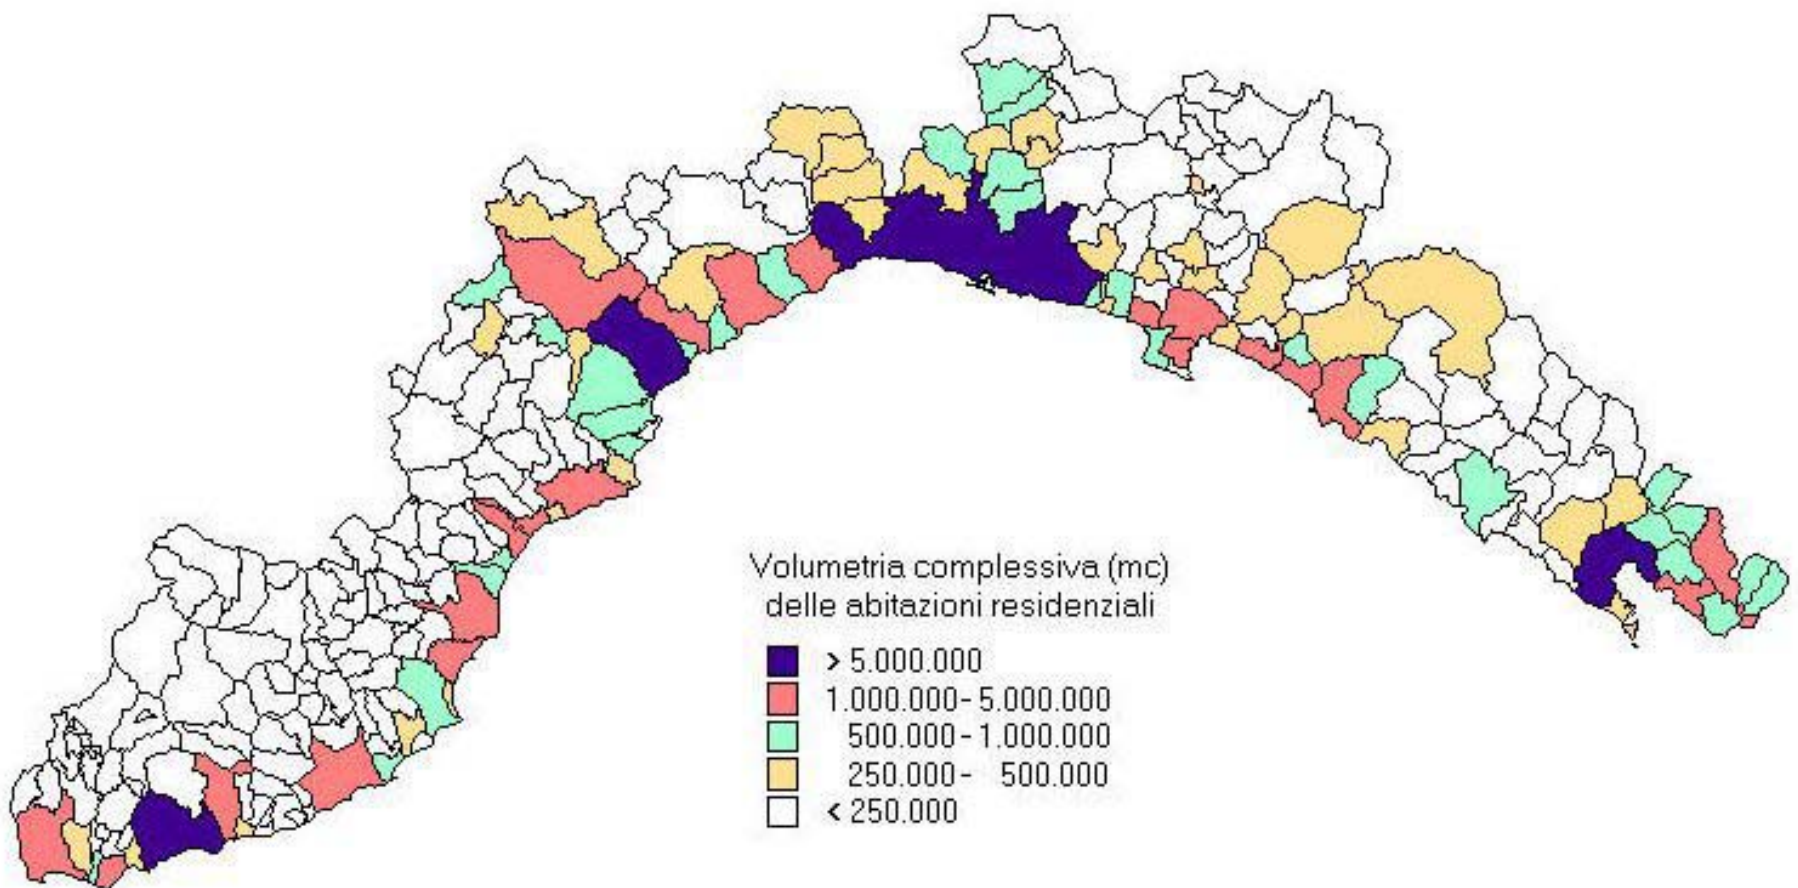 Volumetria complessiva (mc)
delle abitazioni residenziali
> 5.000.000
1.000.000-5.000.000
500.000-1.000.000
250.000- 500.000
< 250.000